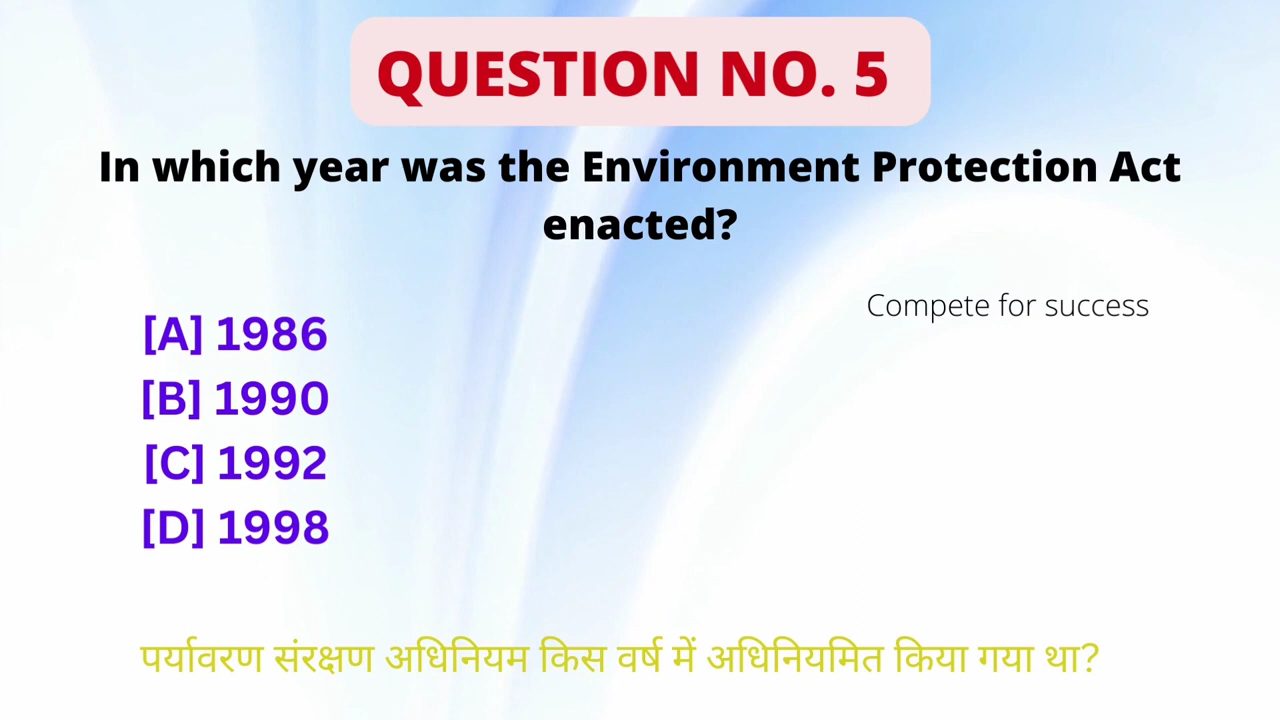 QUESTION NO. 5
In which year was the Environment Protection Act
enacted?
Compete for success
[A] 1986
[B] 1990
[C] 1992
[D] 1998
पर्यावरण संरक्षण अधिनियम किस वर्ष में अधिनियमित किया गया था?